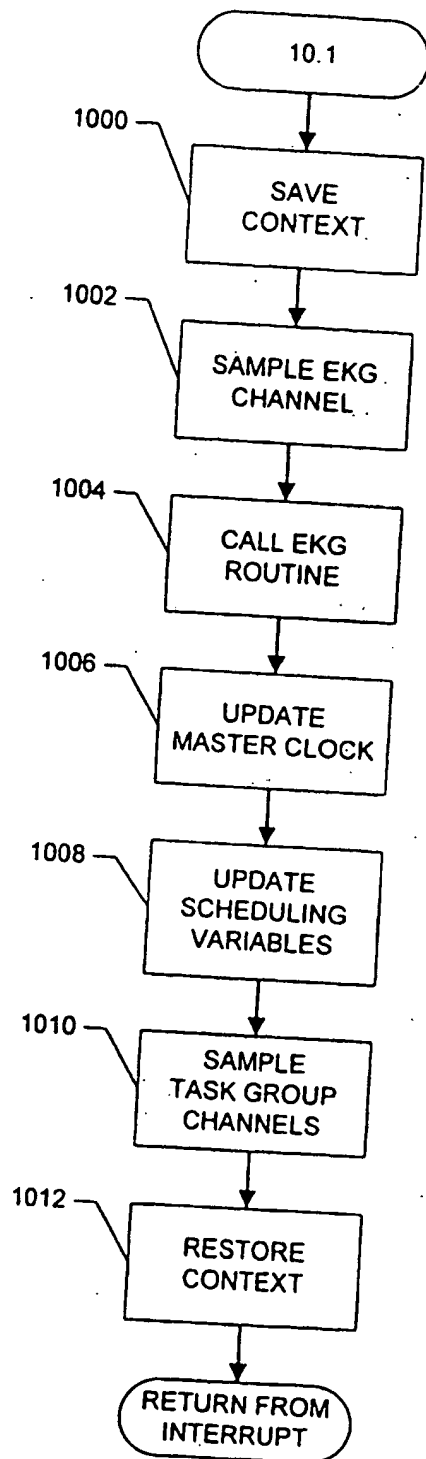 10.1
1000
SAVE
CONTEXT
1002
SAMPLE EKG
CHANNEL
1004
CALL EKG
ROUTINE
1006
UPDATE
MASTER CLOCK
1008
UPDATE
SCHEDULING
VARIABLES
1010
SAMPLE
TASK GROUP
CHANNELS
1012
RESTORE
CONTEXT
RETURN FROM
INTERRUPT